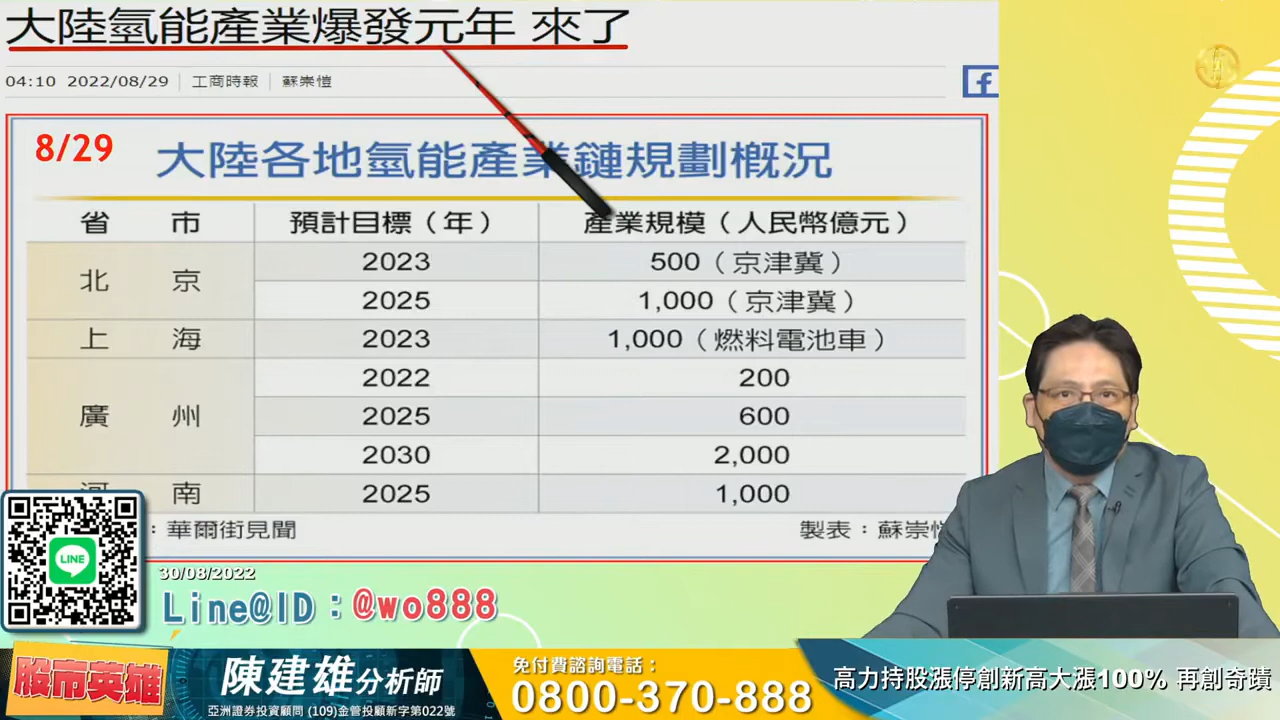 大陸氫能產業爆發元年 來了
04:10 2022/08/29 工商時報 蘇崇愷
8/29
大陸各地氫能產業鏈規劃概況
省市 預計目標（年） 產業規模（人民幣億元）
北京 2023 500（京津冀）
2025 1,000（京津冀）
上海 2023 1,000（燃料電池車）
廣州 2022 200
2025 600
2030 2,000
南 2025 1,000
：華爾街見聞 製表：蘇崇
LINE
30/08/2022
Line@ID：@wo888
股市英雄
陳建雄分析師
亞洲證券投資顧問 (109)金管投顧新字第022號
免付費諮詢電話：
0800-370-888
高力持股漲停創新高大漲100% 再創奇蹟